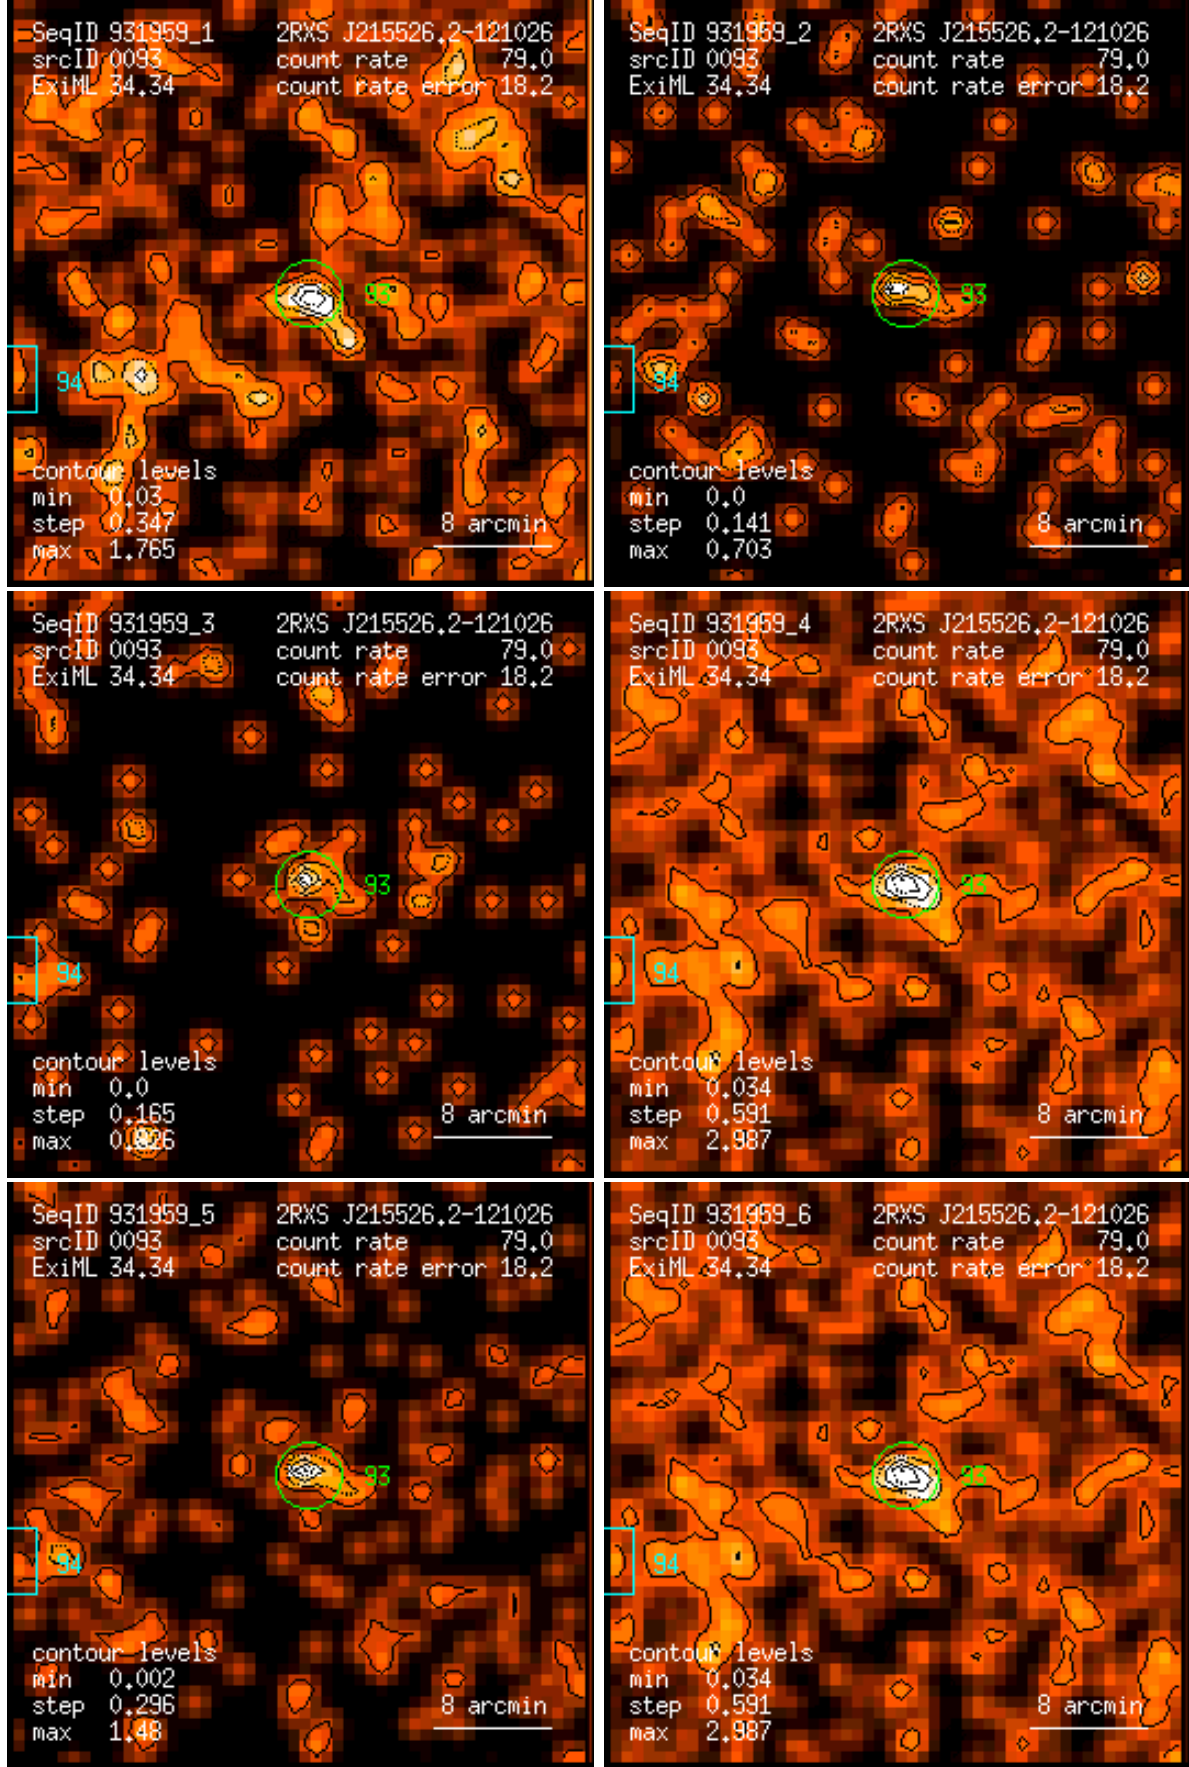 SeqID 931959_1 2RXS J215526.2-121026
srcID 0093 count rate 79.0
ExiML 34.34 count rate error 18.2
93
94
contour levels
min 0.03
step 0.347
max 1.765
8 arcmin
SeqID 931959_2 2RXS J215526.2-121026
srcID 0093 count rate 79.0
ExiML 34.34 count rate error 18.2
93
94
contour levels
min 0.0
step 0.141
max 0.703
8 arcmin
SeqID 931959_3 2RXS J215526.2-121026
srcID 0093 count rate 79.0
ExiML 34.34 count rate error 18.2
93
94
contour levels
min 0.0
step 0.165
max 0.826
8 arcmin
SeqID 931959_4 2RXS J215526.2-121026
srcID 0093 count rate 79.0
ExiML 34.34 count rate error 18.2
93
94
contour levels
min 0.034
step 0.591
max 2.987
8 arcmin
SeqID 931959_5 2RXS J215526.2-121026
srcID 0093 count rate 79.0
ExiML 34.34 count rate error 18.2
93
94
contour levels
min 0.002
step 0.296
max 1.48
8 arcmin
SeqID 931959_6 2RXS J215526.2-121026
srcID 0093 count rate 79.0
ExiML 34.34 count rate error 18.2
93
94
contour levels
min 0.034
step 0.591
max 2.987
8 arcmin